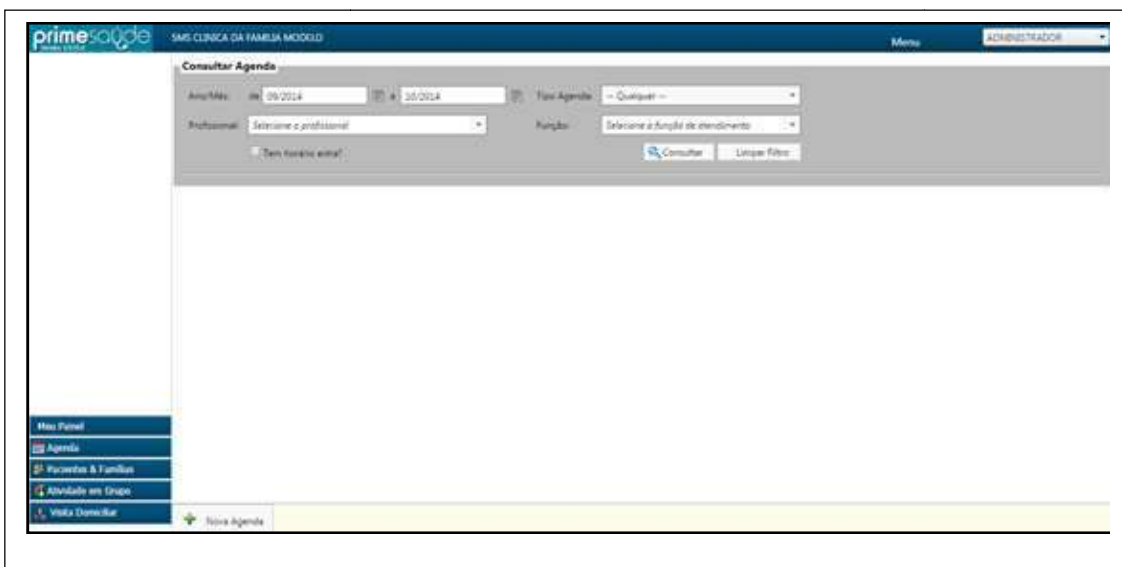 primesaúde
SMS CLINICA DA FAMILIA MODELO
Menu
ADMINISTRADOR
Consultar Agenda
Ano/Mês: de 09/2014 a 10/2014 Tipo Agenda: -- Qualquer --
Profissional: Selecione o profissional Função: Selecione a função de atendimento
Tem horário extra?
Consultar Limpar Filtro
Meu Painel
Agenda
Pacientes & Famílias
Atividade em Grupo
Visita Domiciliar
Nova Agenda